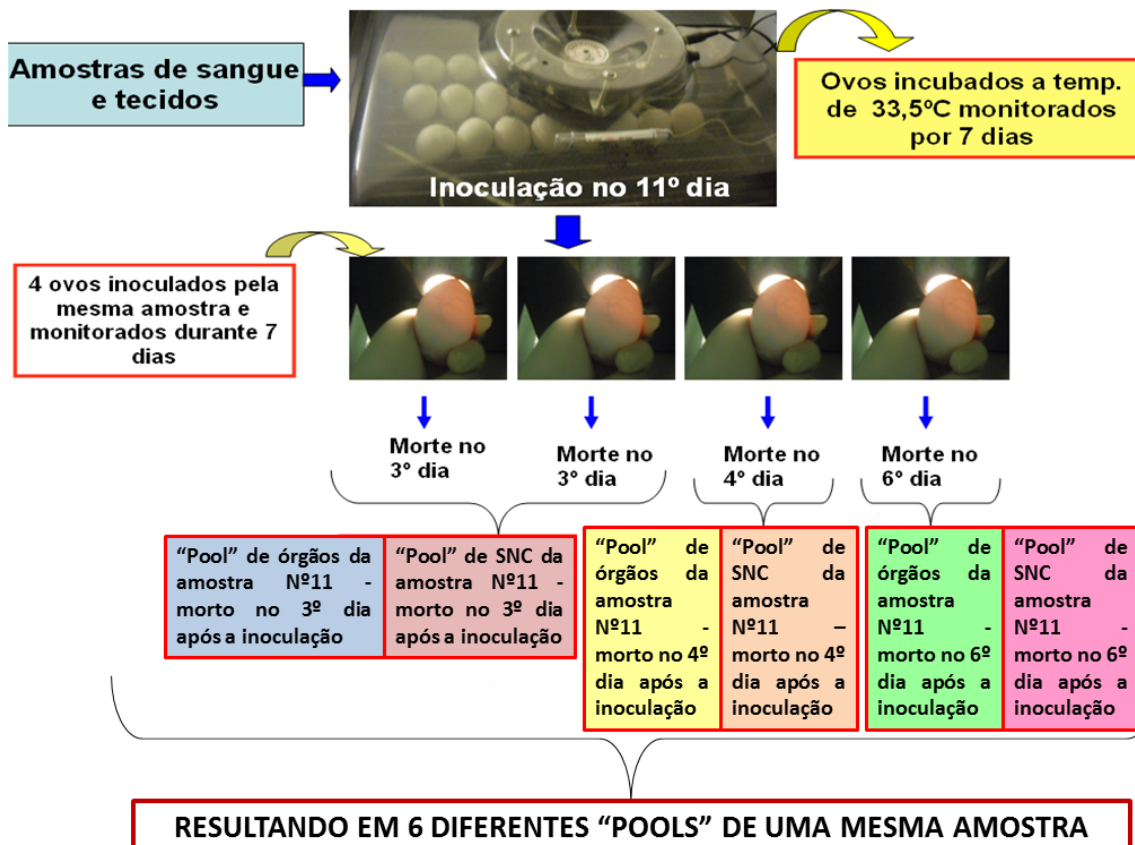 Amostras de sangue
e tecidos
Ovos incubados a temp.
de 33,5ºC monitorados
por 7 dias
Inoculação no 11º dia
4 ovos inoculados pela
mesma amostra e
monitorados durante 7
dias
Morte no
3° dia
Morte no
3° dia
Morte no
4° dia
Morte no
6° dia
“Pool” de órgãos da
amostra Nº11 -
morto no 3º dia
após a inoculação
“Pool” de SNC da
amostra Nº11 -
morto no 3º dia
após a inoculação
“Pool” de
órgãos da
amostra
Nº11 -
morto no 4º
dia após a
inoculação
“Pool” de
SNC da
amostra
Nº11 –
morto no 4º
dia após a
inoculação
“Pool” de
órgãos da
amostra
Nº11 -
morto no 6º
dia após a
inoculação
“Pool” de
SNC da
amostra
Nº11 -
morto no 6º
dia após a
inoculação
RESULTANDO EM 6 DIFERENTES “POOLS” DE UMA MESMA AMOSTRA